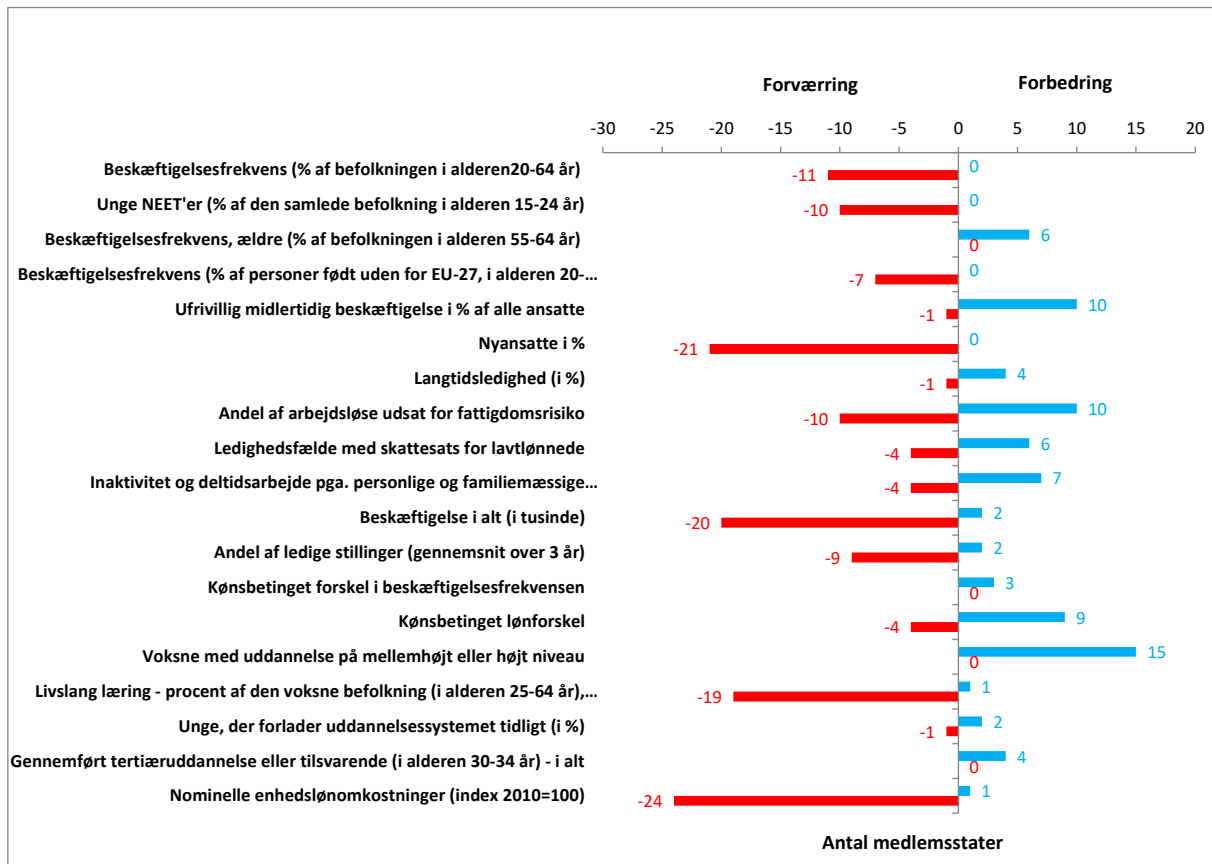 Forværring Forbedring
-30 -25 -20 -15 -10 -5 0 5 10 15 20
Beskæftigelsesfrekvens (% af befolkningen i alderen20-64 år) -11 0
Unge NEET'er (% af den samlede befolkning i alderen 15-24 år) -10 0
Beskæftigelsesfrekvens, ældre (% af befolkningen i alderen 55-64 år) 0 6
Beskæftigelsesfrekvens (% af personer født uden for EU-27, i alderen 20-... -7 0
Ufrivillig midlertidig beskæftigelse i % af alle ansatte -1 10
Nyansatte i % -21 0
Langtidsledighed (i %) -1 4
Andel af arbejdsløse udsat for fattigdomsrisiko -10 10
Ledighedsfælde med skattesats for lavtlønnede -4 6
Inaktivitet og deltidsarbejde pga. personlige og familiemæssige... -4 7
Beskæftigelse i alt (i tusinde) -20 2
Andel af ledige stillinger (gennemsnit over 3 år) -9 2
Kønsbetinget forskel i beskæftigelsesfrekvensen 0 3
Kønsbetinget lønforskel -4 9
Voksne med uddannelse på mellemhøjt eller højt niveau 0 15
Livslang læring - procent af den voksne befolkning (i alderen 25-64 år),... -19 1
Unge, der forlader uddannelsessystemet tidligt (i %) -1 2
Gennemført tertiæruddannelse eller tilsvarende (i alderen 30-34 år) - i alt 0 4
Nominelle enhedslønomkostninger (index 2010=100) -24 1
Antal medlemsstater